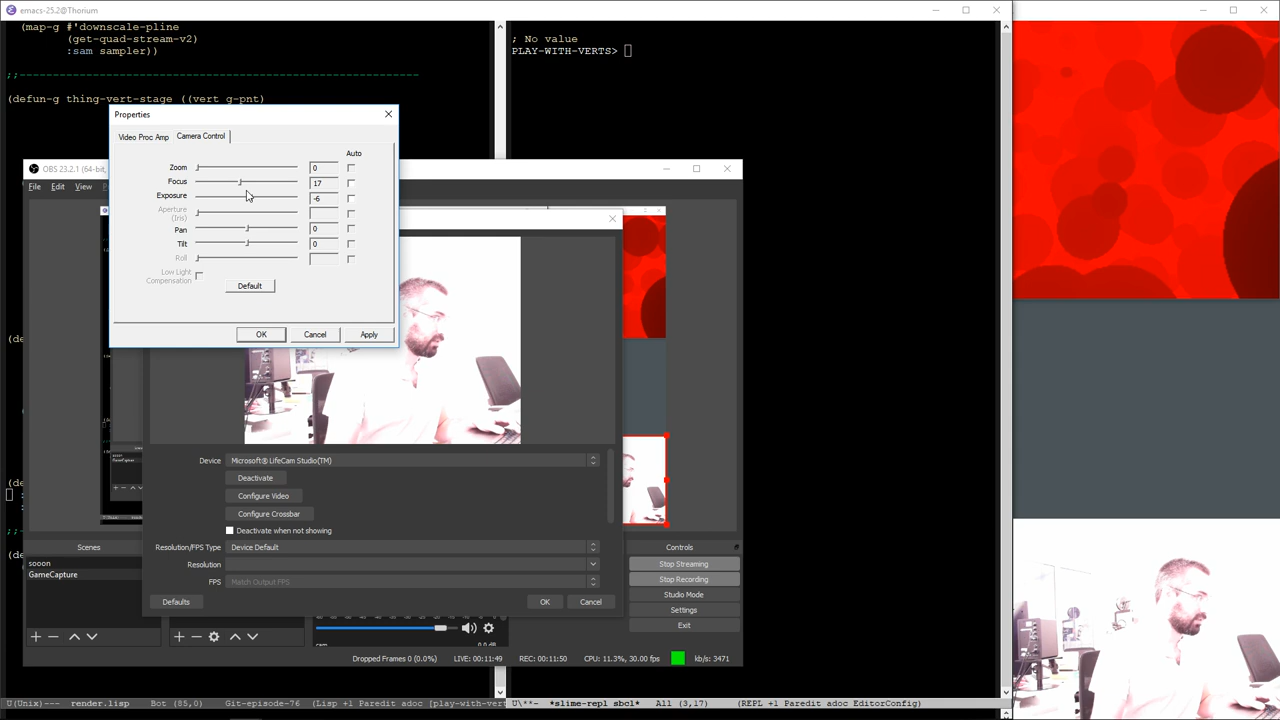 emacs-25.2@Thorium
(map-g #'downscale-pline
(get-quad-stream-v2)
:sam sampler))
(defun-g thing-vert-stage ((vert g-pnt)
; No value
PLAY-WITH-VERTS>
Properties
Video Proc Amp
Camera Control
Auto
Zoom
0
Focus
17
Exposure
-6
Aperture
(Iris)
Pan
0
Tilt
0
Roll
Low Light
Compensation
Default
OK
Cancel
Apply
OBS 23.2.1 (64-bit,
File
Edit
View
Device
Microsoft® LifeCam Studio(TM)
Deactivate
Configure Video
Configure Crossbar
Deactivate when not showing
Resolution/FPS Type
Device Default
Resolution
FPS
Match Output FPS
Defaults
OK
Cancel
Scenes
sooon
GameCapture
Controls
Stop Streaming
Stop Recording
Studio Mode
Settings
Exit
cam
0.0 dB
Dropped Frames 0 (0.0%)
LIVE: 00:11:49
REC: 00:11:50
CPU: 11.3%, 30.00 fps
kb/s: 3471
U(Unix)--- render.lisp Bot (85,0) Git-episode-76 (Lisp +1 Paredit adoc [play-with-vert
U\**- *slime-repl sbcl* All (3,17) (REPL +1 Paredit adoc EditorConfig)